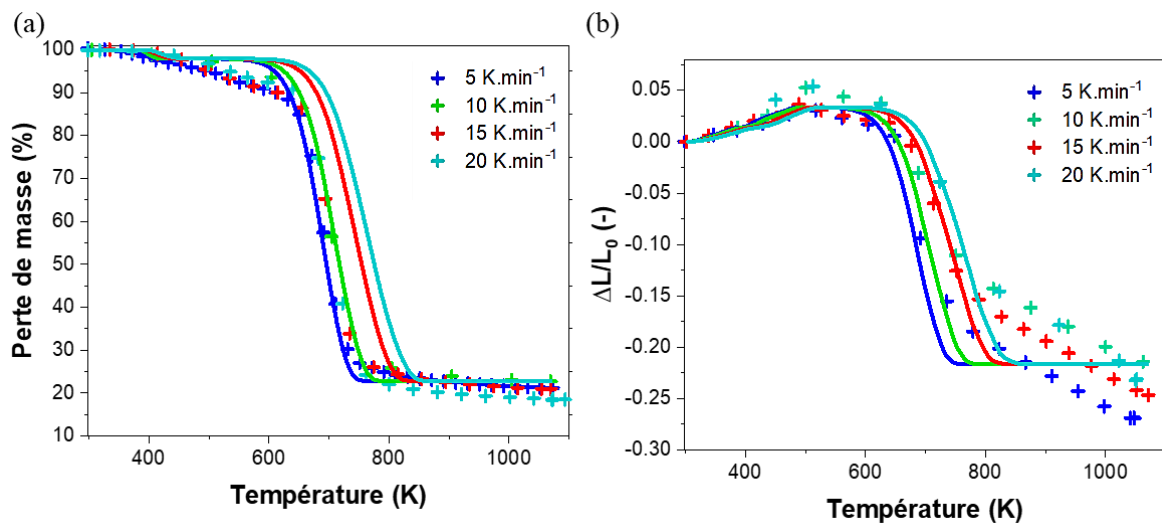 (a)
100
90
80
70
60
50
40
30
20
10
Perte de masse (%)
5 K.min⁻¹
10 K.min⁻¹
15 K.min⁻¹
20 K.min⁻¹
400 600 800 1000
Température (K)
(b)
0.05
0.00
-0.05
-0.10
-0.15
-0.20
-0.25
-0.30
ΔL/L₀ (-)
5 K.min⁻¹
10 K.min⁻¹
15 K.min⁻¹
20 K.min⁻¹
400 600 800 1000
Température (K)